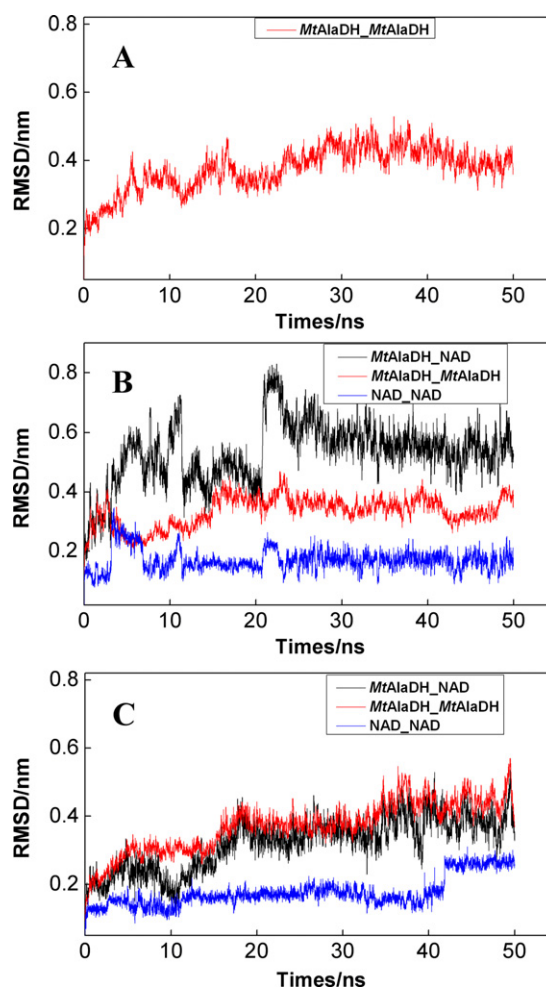 A
MtAlaDH_MtAlaDH
RMSD/nm
0.8
0.6
0.4
0.2
0 10 20 30 40 50
Times/ns
B
MtAlaDH_NAD
MtAlaDH_MtAlaDH
NAD_NAD
RMSD/nm
0.8
0.6
0.4
0.2
0 10 20 30 40 50
Times/ns
C
MtAlaDH_NAD
MtAlaDH_MtAlaDH
NAD_NAD
RMSD/nm
0.8
0.6
0.4
0.2
0 10 20 30 40 50
Times/ns